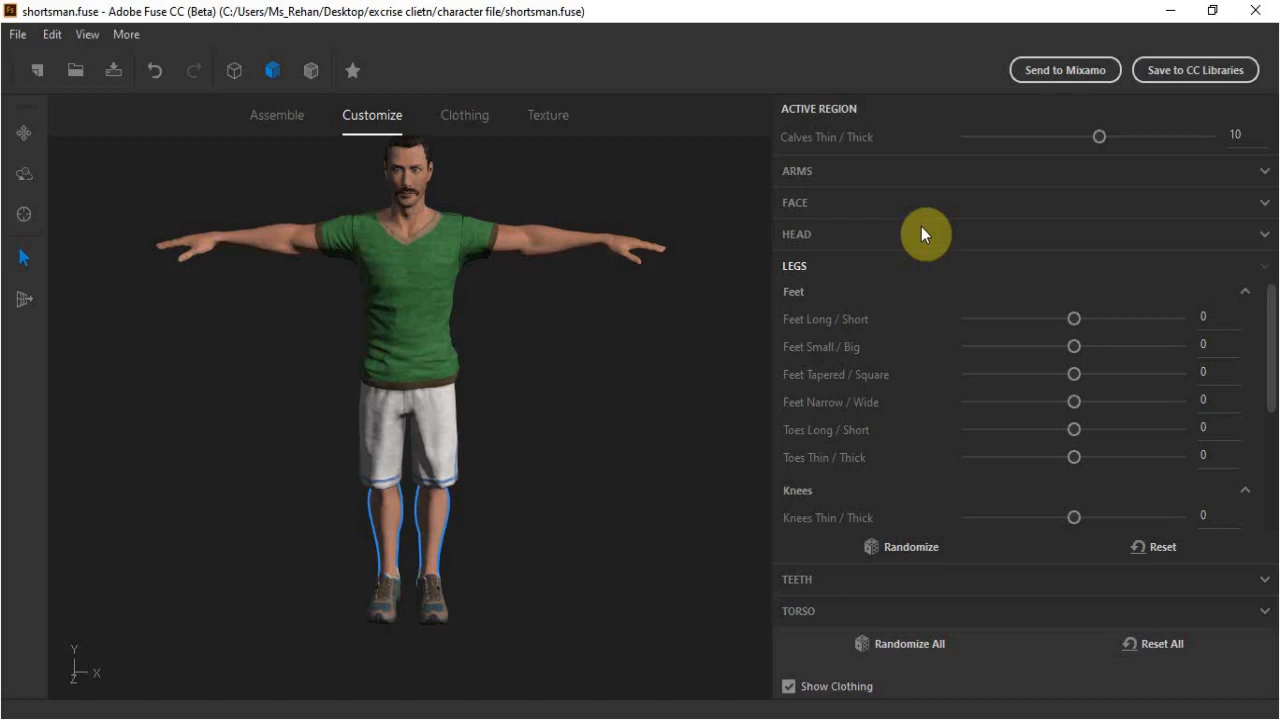 Fs shortsman.fuse - Adobe Fuse CC (Beta) (C:/Users/Ms_Rehan/Desktop/excrise clietn/character file/shortsman.fuse)
File Edit View More
Send to Mixamo Save to CC Libraries
Assemble Customize Clothing Texture
ACTIVE REGION
Calves Thin / Thick 10
ARMS
FACE
HEAD
LEGS
Feet
Feet Long / Short 0
Feet Small / Big 0
Feet Tapered / Square 0
Feet Narrow / Wide 0
Toes Long / Short 0
Toes Thin / Thick 0
Knees
Knees Thin / Thick 0
Randomize Reset
TEETH
TORSO
Randomize All Reset All
Show Clothing
Y
Z X